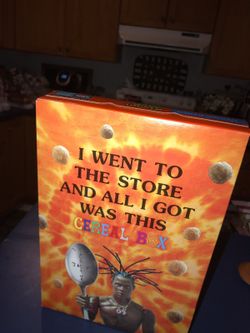 I WENT TO
THE STORE
AND ALL I GOT
WAS THIS
CEREAL BOX